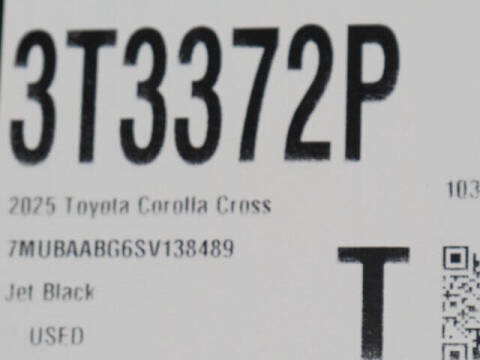 3T3372P
2025 Toyota Corolla Cross
103
7MUBAABG6SV138489
T
Jet Black
USED